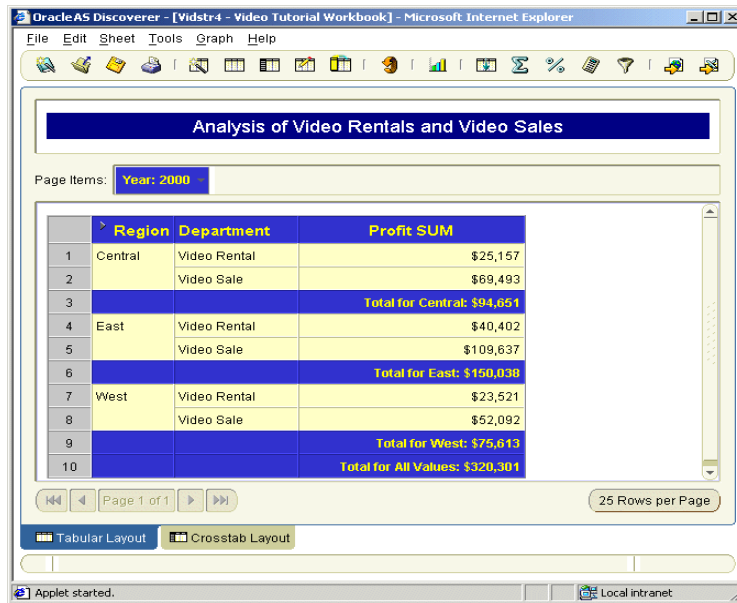 OracleAS Discoverer - [Vidstr4 - Video Tutorial Workbook] - Microsoft Internet Explorer
File Edit Sheet Tools Graph Help
Analysis of Video Rentals and Video Sales
Page Items: Year: 2000
Region Department Profit SUM
1 Central Video Rental $25,157
2 Video Sale $69,493
3 Total for Central: $94,651
4 East Video Rental $40,402
5 Video Sale $109,637
6 Total for East: $150,038
7 West Video Rental $23,521
8 Video Sale $52,092
9 Total for West: $75,613
10 Total for All Values: $320,301
Page 1 of 1 25 Rows per Page
Tabular Layout Crosstab Layout
Applet started. Local intranet